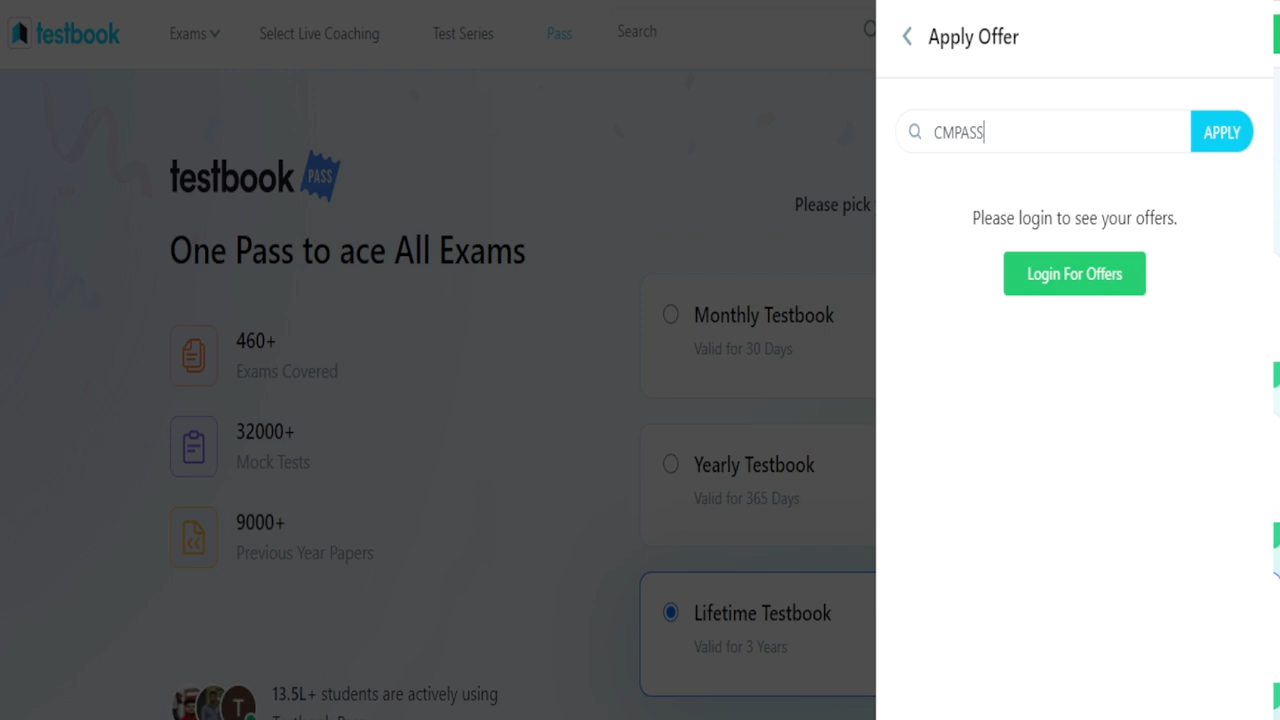 testbook
Exams
Select Live Coaching
Test Series
Pass
Search
testbook PASS
One Pass to ace All Exams
460+
Exams Covered
32000+
Mock Tests
9000+
Previous Year Papers
13.5L+ students are actively using
T
Please pick
Monthly Testbook
Valid for 30 Days
Yearly Testbook
Valid for 365 Days
Lifetime Testbook
Valid for 3 Years
Apply Offer
CMPASS
APPLY
Please login to see your offers.
Login For Offers